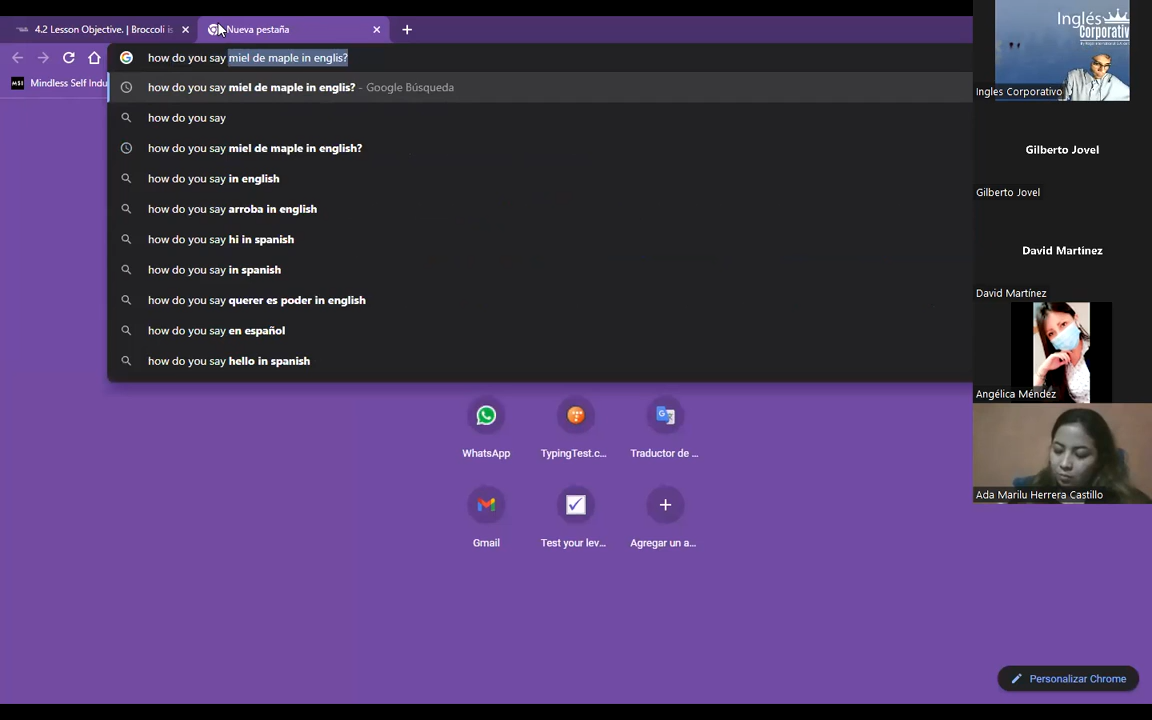 4.2 Lesson Objective. | Broccoli is
Nueva pestaña
how do you say miel de maple in englis?
Mindless Self Indu
how do you say miel de maple in englis? - Google Búsqueda
how do you say
how do you say miel de maple in english?
how do you say in english
how do you say arroba in english
how do you say hi in spanish
how do you say in spanish
how do you say querer es poder in english
how do you say en español
how do you say hello in spanish
WhatsApp
TypingTest.c...
Traductor de ...
Gmail
Test your lev...
Agregar un a...
Personalizar Chrome
Inglés
Corporativo
Ingles Corporativo
Gilberto Jovel
Gilberto Jovel
David Martínez
David Martínez
Angélica Méndez
Ada Marilu Herrera Castillo